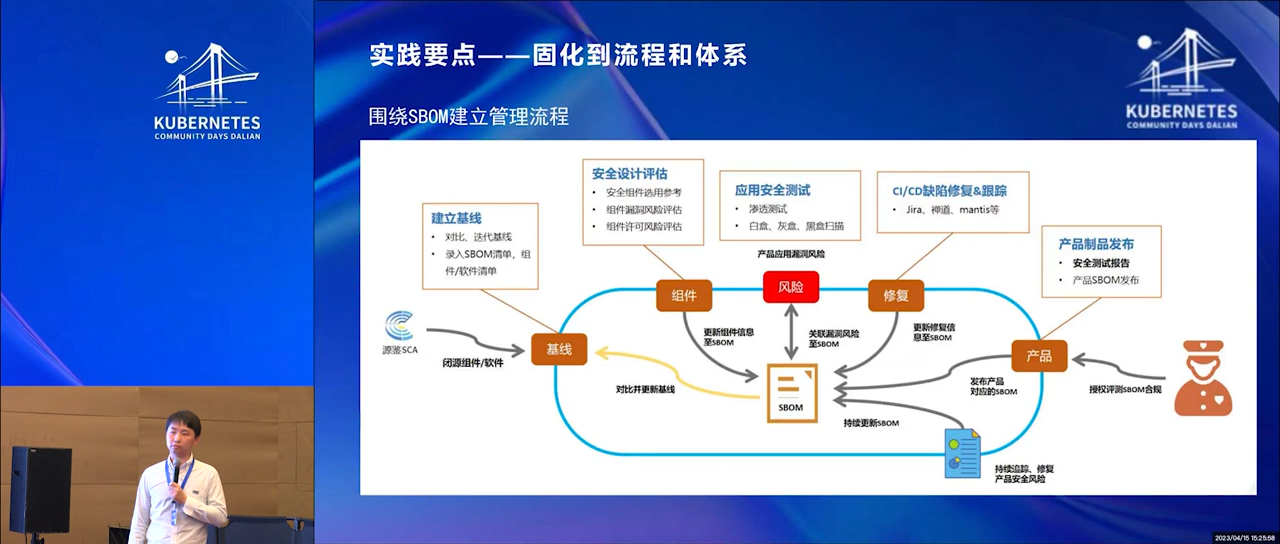 KUBERNETES
COMMUNITY DAYS DALIAN
实践要点——固化到流程和体系
KUBERNETES
COMMUNITY DAYS DALIAN
围绕SBOM建立管理流程
建立基线
• 对比、迭代基线
• 录入SBOM清单，组
件/软件清单
安全设计评估
• 安全组件选用参考
• 组件漏洞风险评估
• 组件许可风险评估
应用安全测试
• 渗透测试
• 白盒、灰盒、黑盒扫描
产品应用漏洞风险
CI/CD缺陷修复&跟踪
• Jira、禅道、mantis等
产品制品发布
• 安全测试报告
• 产品SBOM发布
组件
风险
修复
源鉴SCA
闭源组件/软件
基线
更新组件信息
至SBOM
关联漏洞风险
至SBOM
更新修复信
息至SBOM
产品
对比并更新基线
SBOM
发布产品
对应的SBOM
授权评测SBOM合规
持续更新SBOM
持续追踪、修复
产品安全风险
2023/04/15 15:25:58